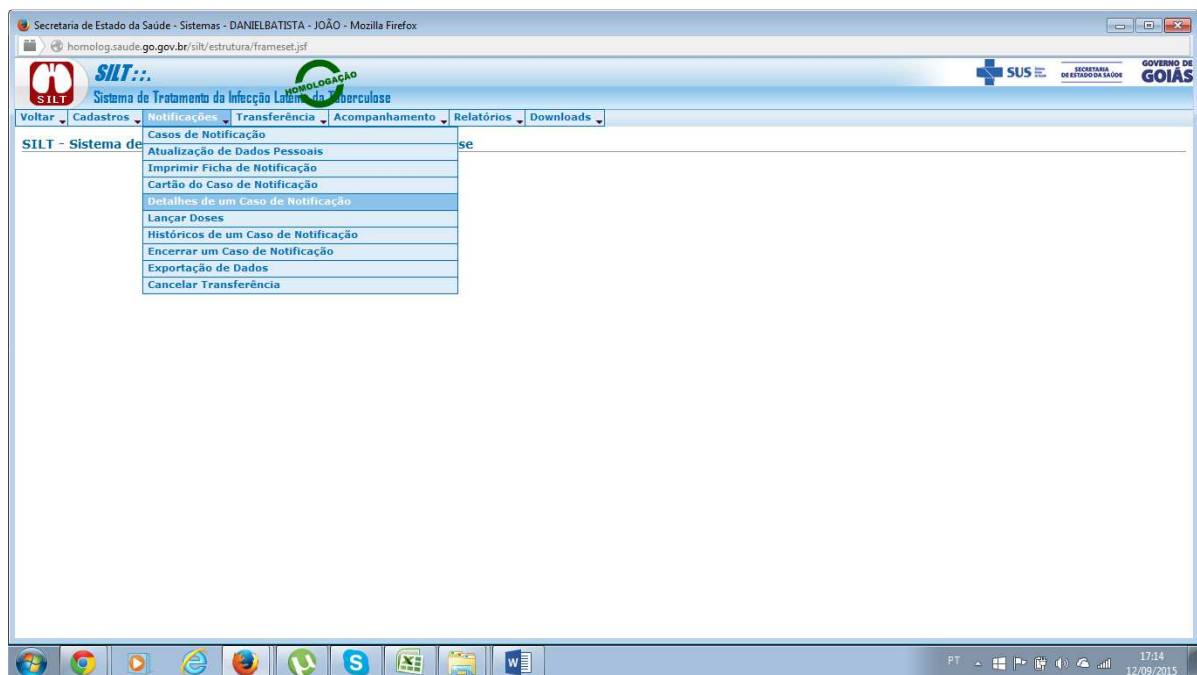 Secretaria de Estado da Saúde - Sistemas - DANIELBATISTA - JOÃO - Mozilla Firefox
homolog.saude.go.gov.br/silt/estrutura/frameset.jsf
SILT
SILT::.
Sistema de Tratamento da Infecção Latente da Tuberculose
HOMOLOGAÇÃO
SUS
SECRETARIA
DE ESTADO DA SAÚDE
GOVERNO DE
GOIÁS
Voltar Cadastros Notificações Transferência Acompanhamento Relatórios Downloads
SILT - Sistema de
se
Casos de Notificação
Atualização de Dados Pessoais
Imprimir Ficha de Notificação
Cartão do Caso de Notificação
Detalhes de um Caso de Notificação
Lançar Doses
Históricos de um Caso de Notificação
Encerrar um Caso de Notificação
Exportação de Dados
Cancelar Transferência
PT
17:14
12/09/2015